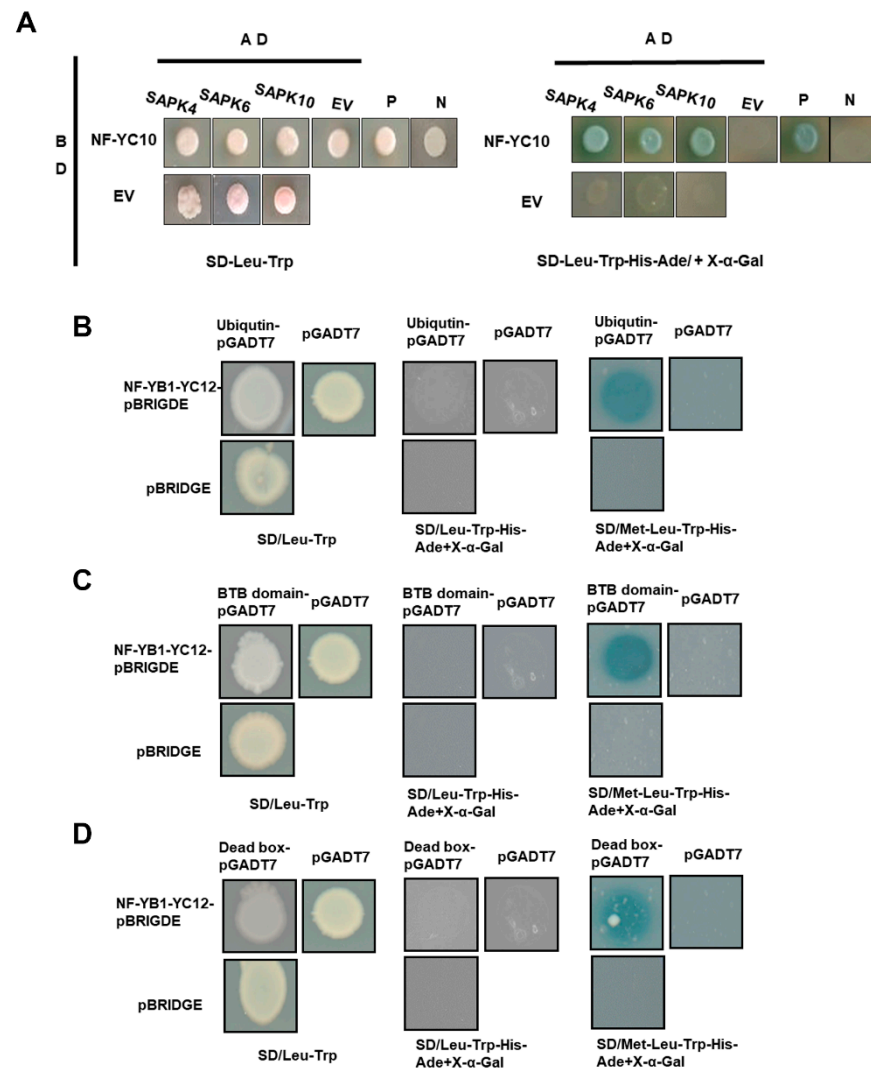 A
A D
A D
SAPK4 SAPK6 SAPK10 EV P N
SAPK4 SAPK6 SAPK10 EV P N
B
D
NF-YC10
NF-YC10
EV
EV
SD-Leu-Trp
SD-Leu-Trp-His-Ade/ + X-α-Gal
B
Ubiqutin-
pGADT7
pGADT7
Ubiqutin-
pGADT7
pGADT7
Ubiqutin-
pGADT7
pGADT7
NF-YB1-YC12-
pBRIGDE
pBRIDGE
SD/Leu-Trp
SD/Leu-Trp-His-
Ade+X-α-Gal
SD/Met-Leu-Trp-His-
Ade+X-α-Gal
C
BTB domain-
pGADT7
pGADT7
BTB domain-
pGADT7
pGADT7
BTB domain-
pGADT7
pGADT7
NF-YB1-YC12-
pBRIGDE
pBRIDGE
SD/Leu-Trp
SD/Leu-Trp-His-
Ade+X-α-Gal
SD/Met-Leu-Trp-His-
Ade+X-α-Gal
D
Dead box-
pGADT7
pGADT7
Dead box-
pGADT7
pGADT7
Dead box-
pGADT7
pGADT7
NF-YB1-YC12-
pBRIGDE
pBRIDGE
SD/Leu-Trp
SD/Leu-Trp-His-
Ade+X-α-Gal
SD/Met-Leu-Trp-His-
Ade+X-α-Gal